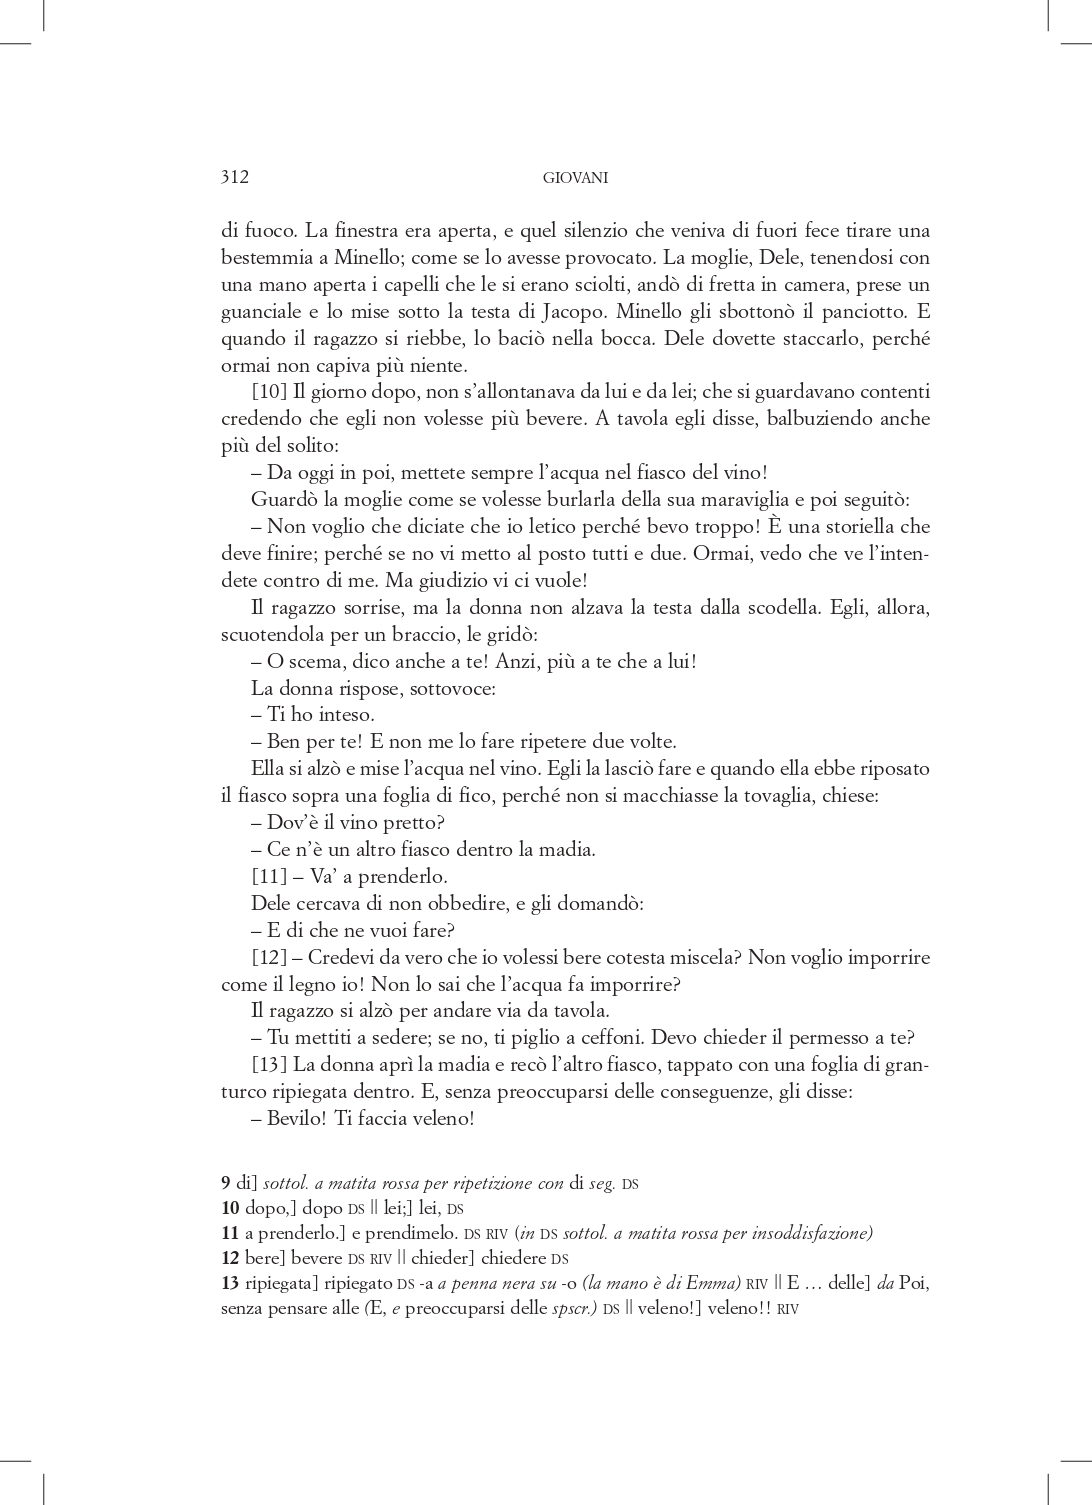 312
GIOVANI
di fuoco. La finestra era aperta, e quel silenzio che veniva di fuori fece tirare una
bestemmia a Minello; come se lo avesse provocato. La moglie, Dele, tenendosi con
una mano aperta i capelli che le si erano sciolti, andò di fretta in camera, prese un
guanciale e lo mise sotto la testa di Jacopo. Minello gli sbottonò il panciotto. E
quando il ragazzo si riebbe, lo baciò nella bocca. Dele dovette staccarlo, perché
ormai non capiva più niente.
[10] Il giorno dopo, non s’allontanava da lui e da lei; che si guardavano contenti
credendo che egli non volesse più bevere. A tavola egli disse, balbuziendo anche
più del solito:
– Da oggi in poi, mettete sempre l’acqua nel fiasco del vino!
Guardò la moglie come se volesse burlarla della sua maraviglia e poi seguitò:
– Non voglio che diciate che io letico perché bevo troppo! È una storiella che
deve finire; perché se no vi metto al posto tutti e due. Ormai, vedo che ve l’inten-
dete contro di me. Ma giudizio vi ci vuole!
Il ragazzo sorrise, ma la donna non alzava la testa dalla scodella. Egli, allora,
scuotendola per un braccio, le gridò:
– O scema, dico anche a te! Anzi, più a te che a lui!
La donna rispose, sottovoce:
– Ti ho inteso.
– Ben per te! E non me lo fare ripetere due volte.
Ella si alzò e mise l’acqua nel vino. Egli la lasciò fare e quando ella ebbe riposato
il fiasco sopra una foglia di fico, perché non si macchiasse la tovaglia, chiese:
– Dov’è il vino pretto?
– Ce n’è un altro fiasco dentro la madia.
[11] – Va’ a prenderlo.
Dele cercava di non obbedire, e gli domandò:
– E di che ne vuoi fare?
[12] – Credevi da vero che io volessi bere cotesta miscela? Non voglio imporrire
come il legno io! Non lo sai che l’acqua fa imporrire?
Il ragazzo si alzò per andare via da tavola.
– Tu mettiti a sedere; se no, ti piglio a ceffoni. Devo chieder il permesso a te?
[13] La donna aprì la madia e recò l’altro fiasco, tappato con una foglia di gran-
turco ripiegata dentro. E, senza preoccuparsi delle conseguenze, gli disse:
– Bevilo! Ti faccia veleno!
9 di] sottol. a matita rossa per ripetizione con di seg. DS
10 dopo,] dopo DS || lei;] lei, DS
11 a prenderlo.] e prendimelo. DS RIV (in DS sottol. a matita rossa per insoddisfazione)
12 bere] bevere DS RIV || chieder] chiedere DS
13 ripiegata] ripiegato DS -a a penna nera su -o (la mano è di Emma) RIV || E … delle] da Poi,
senza pensare alle (E, e preoccuparsi delle spscr.) DS || veleno!] veleno!! RIV